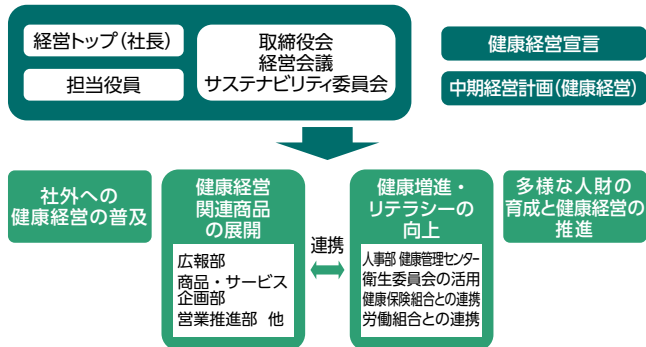 経営トップ(社長)
担当役員
取締役会
経営会議
サステナビリティ委員会
健康経営宣言
中期経営計画(健康経営)
社外への
健康経営の普及
健康経営
関連商品
の展開
広報部
商品・サービス
企画部
営業推進部 他
連携
健康増進・
リテラシーの
向上
人事部 健康管理センター
衛生委員会の活用
健康保険組合との連携
労働組合との連携
多様な人財の
育成と健康経営の
推進